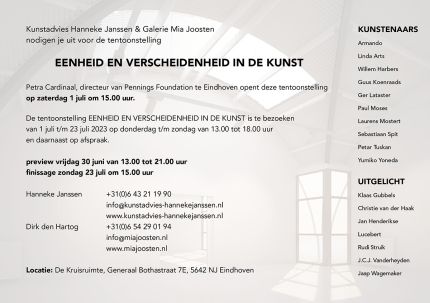 Kunstadvies Hanneke Janssen & Galerie Mia Joosten
nodigen je uit voor de tentoonstelling
EENHEID EN VERSCHEIDENHEID IN DE KUNST
Petra Cardinal, directeur van Pennings Foundation te Eindhoven opent deze tentoonstelling
op zaterdag 1 juli om 15.00 uur.
De tentoonstelling EENHEID EN VERSCHEIDENHEID IN DE KUNST is te bezoeken
van 1 juli t/m 23 juli 2023 op donderdag t/m zondag van 13.00 tot 18.00 uur
en daarnaast op afspraak.
preview vrijdag 30 juni van 13.00 tot 21.00 uur
finissage zondag 23 juli om 15.00 uur
Hanneke Janssen +31(0)6 43 21 19 90
info@kunstadvies-hannekejanssen.nl
www.kunstadvies-hannekejanssen.nl
Dirk den Hartog +31(0)6 54 29 01 94
info@miajoosten.nl
www.miajoosten.nl
Locatie: De Kruisruimte, Generaal Bothastraat 7E, 5642 NJ Eindhoven
KUNSTENAARS
Armando
Linda Arts
Willem Harbers
Guus Koenraads
Ger Lataster
Paul Moses
Laurens Mostert
Sebastiaan Spit
Petar Tuskan
Yumiko Yoneda
UITGELICHT
Klaas Gubbels
Christie van der Haak
Jan Henderikse
Lucebert
Rudi Struik
J.C.J. Vanderheyden
Jaap Wagemaker